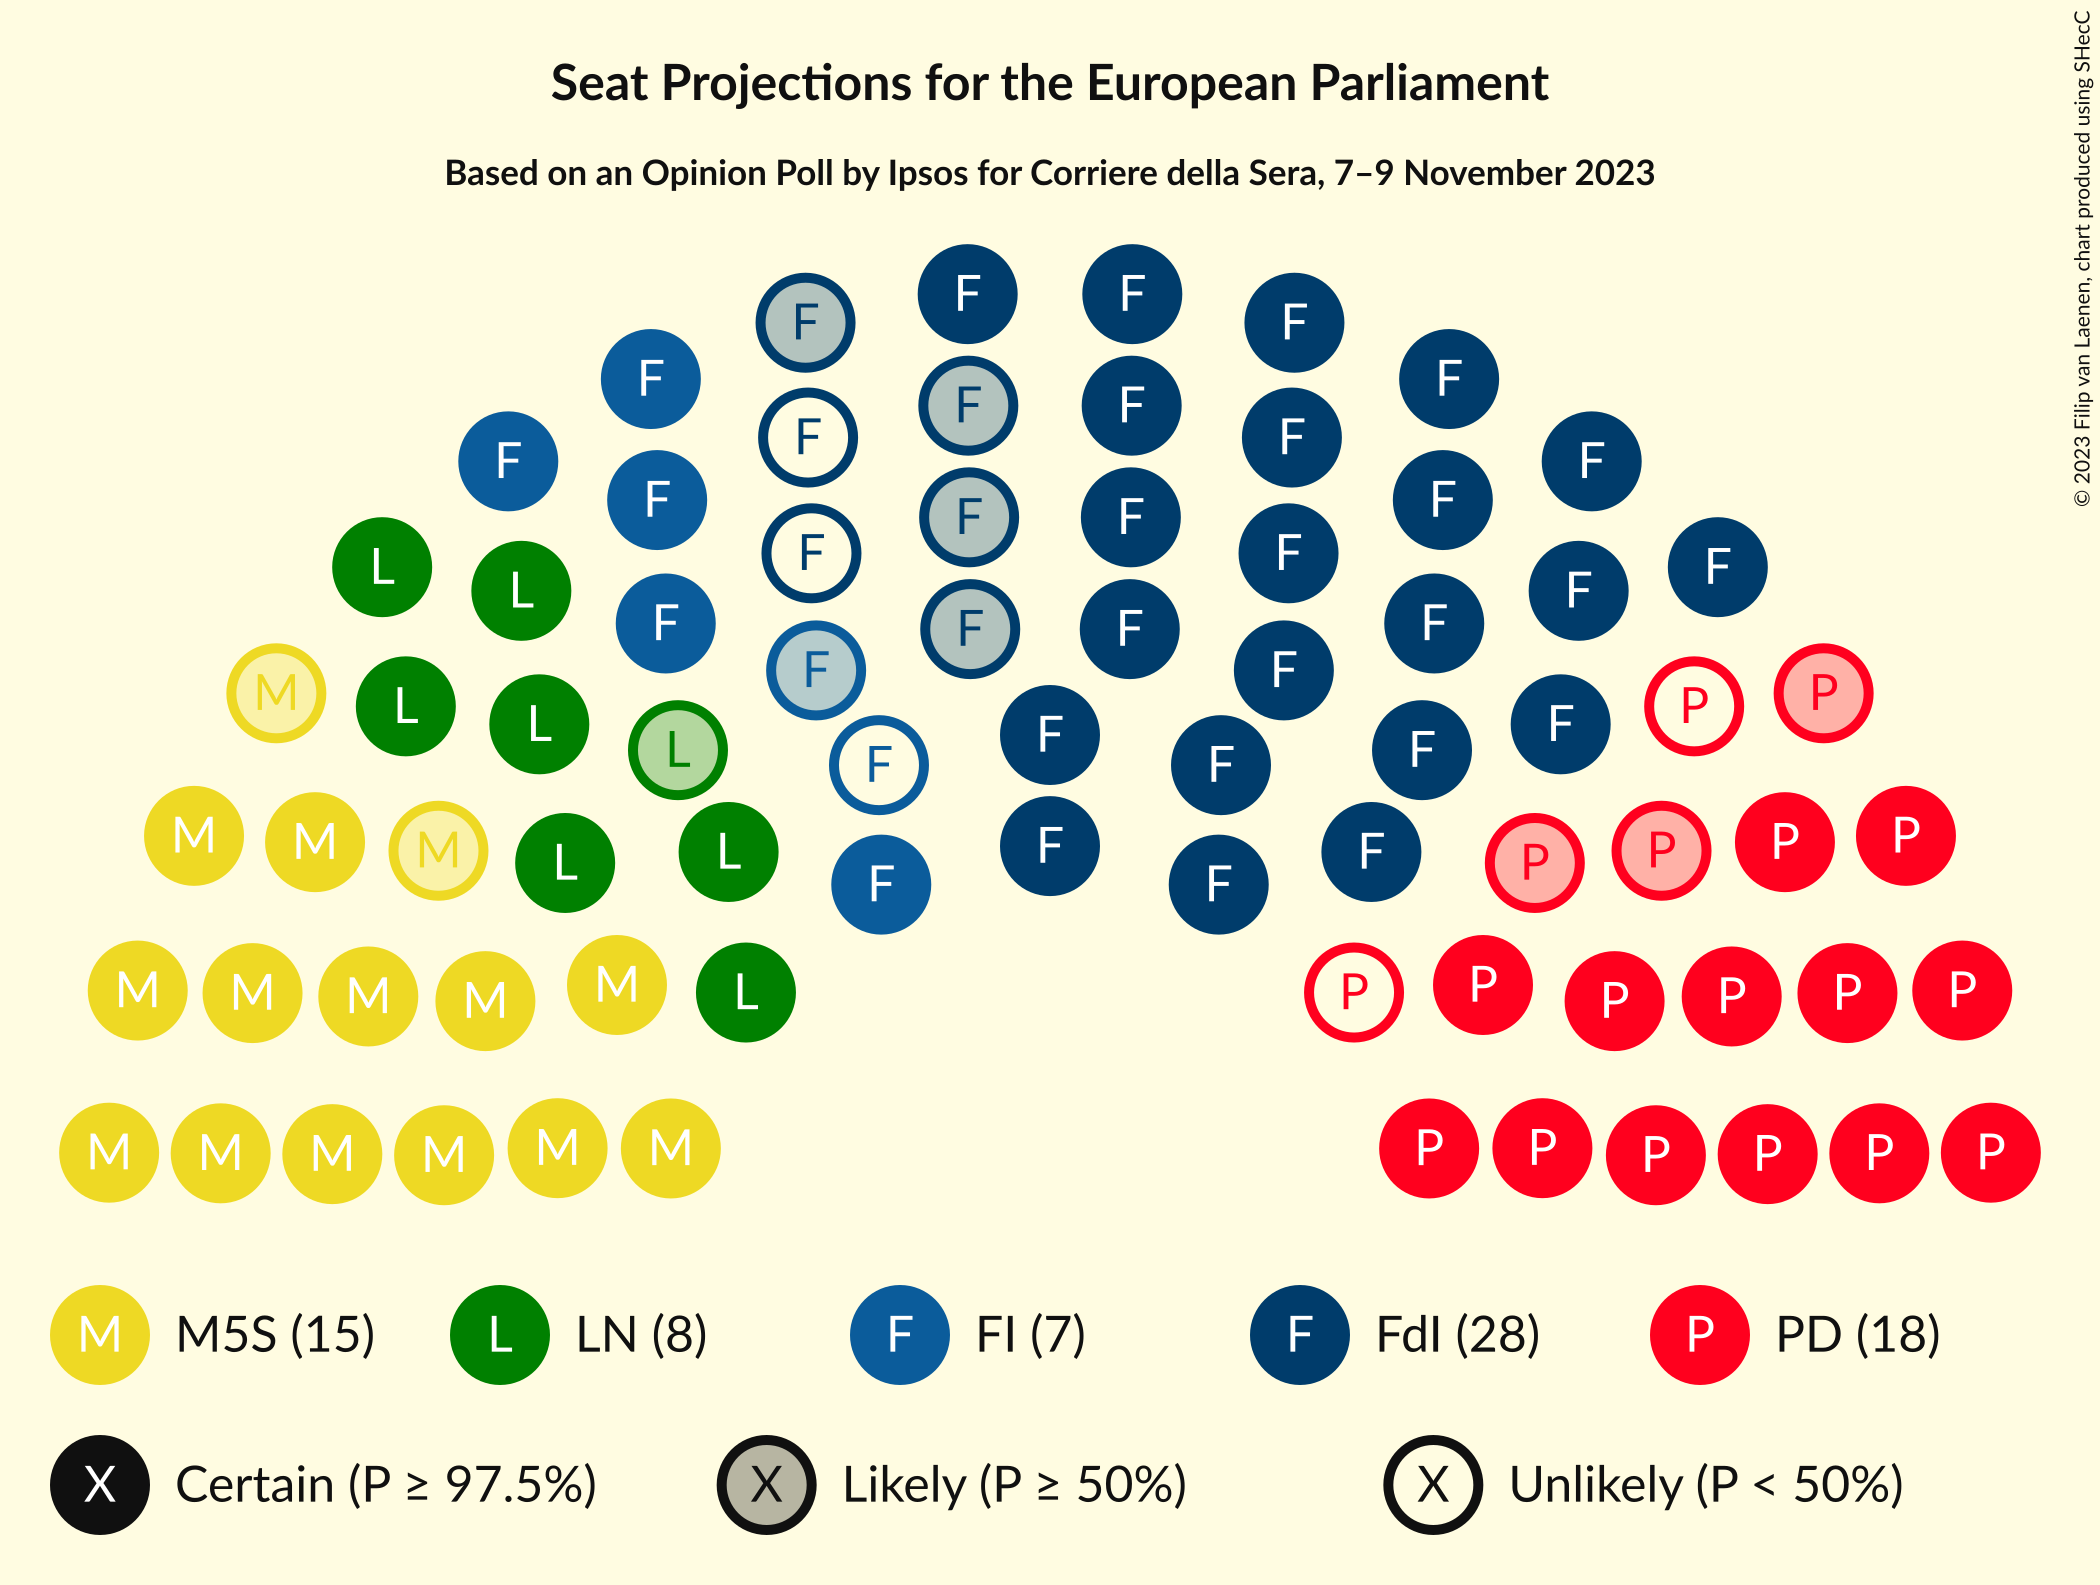 Seat Projections for the European Parliament
Based on an Opinion Poll by Ipsos for Corriere della Sera, 7–9 November 2023
© 2023 Filip van Laenen, chart produced using SHecC
F F F F
F F
F F F F
F F
F F F F
L F F F F F F
L F F F F F
L F F F F F
M L F F P P
L L F F F F F
F F
M M M L L F F F P P P P
F F
M M M M M L P P P P P P
M M M M M M P P P P P P
M M5S (15) L LN (8) F FI (7) F FdI (28) P PD (18)
X Certain (P ≥ 97.5%) X Likely (P ≥ 50%) X Unlikely (P < 50%)